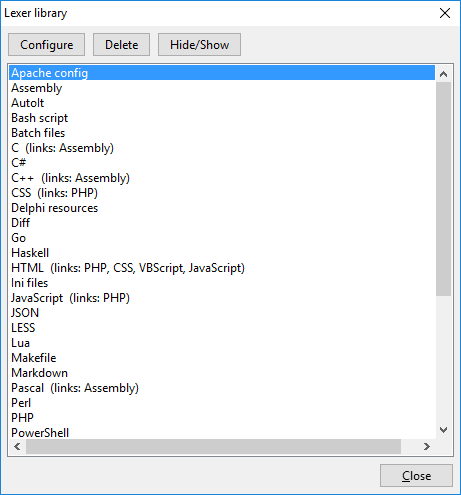 Lexer library
Configure Delete Hide/Show
Apache config
Assembly
AutoIt
Bash script
Batch files
C  (links: Assembly)
C#
C++  (links: Assembly)
CSS  (links: PHP)
Delphi resources
Diff
Go
Haskell
HTML  (links: PHP, CSS, VBScript, JavaScript)
Ini files
JavaScript  (links: PHP)
JSON
LESS
Lua
Makefile
Markdown
Pascal  (links: Assembly)
Perl
PHP
PowerShell
Close